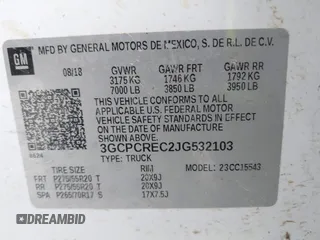 GM
MFD BY GENERAL MOTORS DE MEXICO, S. DE R.L. DE C.V.
08/18 GVWR GAWR FRT GAWR RR
3175 KG 1746 KG 1792 KG
7000 LB 3850 LB 3950 LB
THIS VEHICLE CONFORMS TO ALL
APPLICABLE U.S. FEDERAL MOTOR
VEHICLE SAFETY STANDARDS IN
EFFECT ON THE DATE OF MANUFACTURE
SHOWN ABOVE.
3GCPCREC2JG532103
TYPE: TRUCK
TIRE SIZE RIM
FRT P275/55R20 T 20X9J
RR P275/55R20 T 20X9J
SPA P265/70R17 S 17X7.5J
© ClearBid LLC